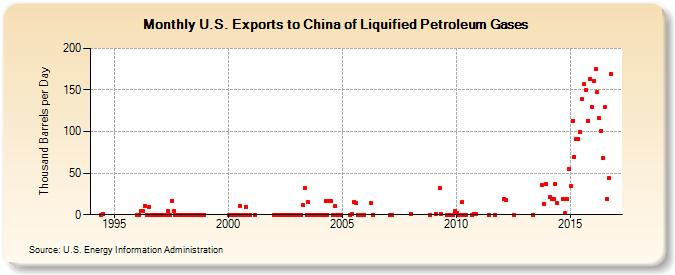 Monthly U.S. Exports to China of Liquified Petroleum Gases
Thousand Barrels per Day
200
150
100
50
0
1995 2000 2005 2010 2015
Source: U.S. Energy Information Administration